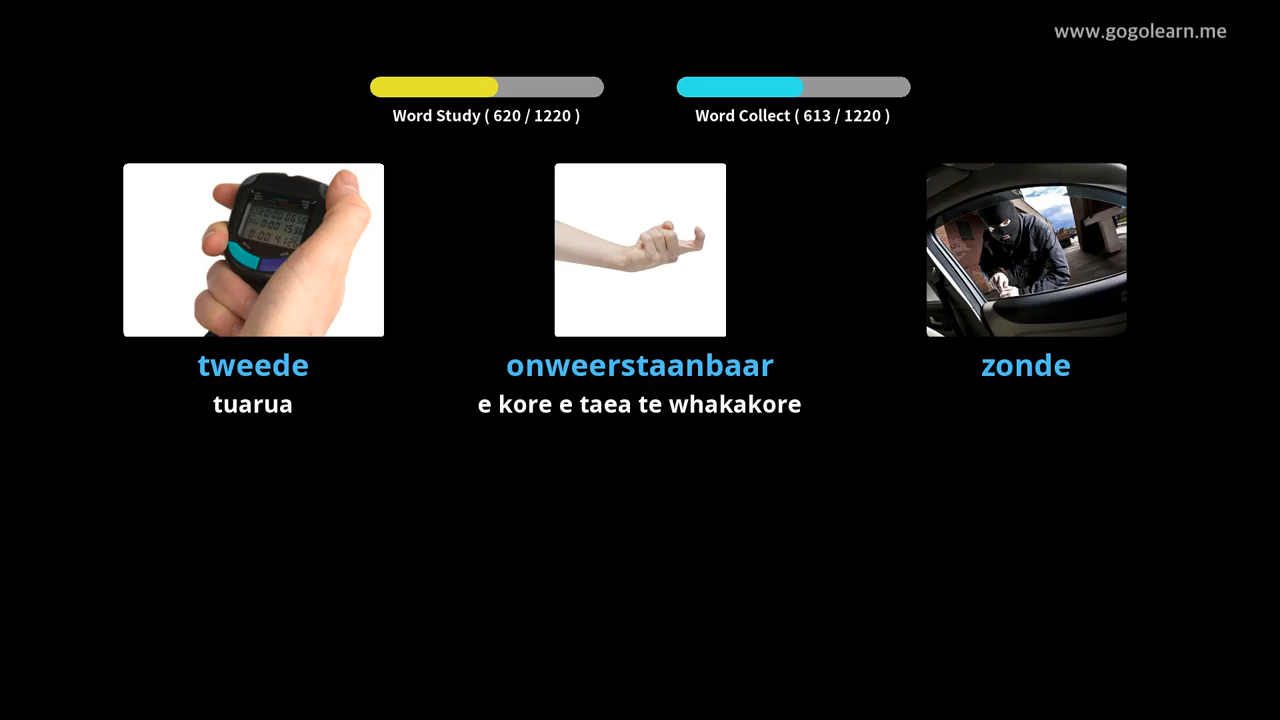 www.gogolearn.me
Word Study ( 620 / 1220 )
Word Collect ( 613 / 1220 )
tweede
onweerstaanbaar
zonde
tuarua
e kore e taea te whakakore